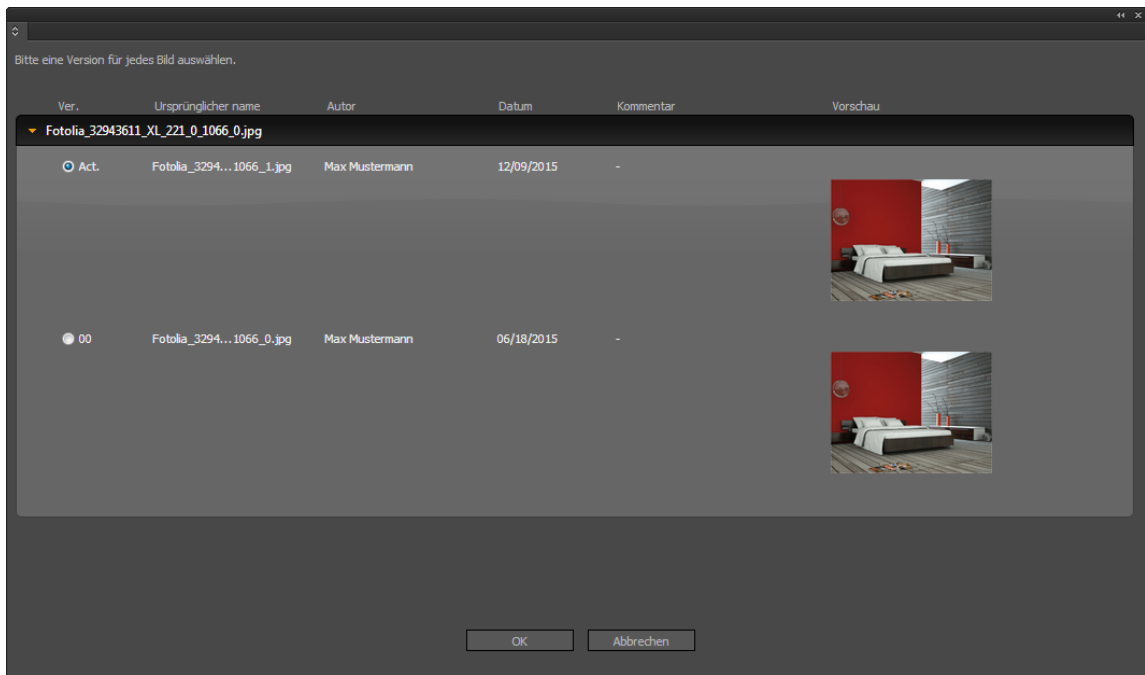 Bitte eine Version für jedes Bild auswählen.
Ver. Ursprünglicher name Autor Datum Kommentar Vorschau
Fotolia_32943611_XL_221_0_1066_0.jpg
Act. Fotolia_3294...1066_1.jpg Max Mustermann 12/09/2015 -
00 Fotolia_3294...1066_0.jpg Max Mustermann 06/18/2015 -
OK Abbrechen